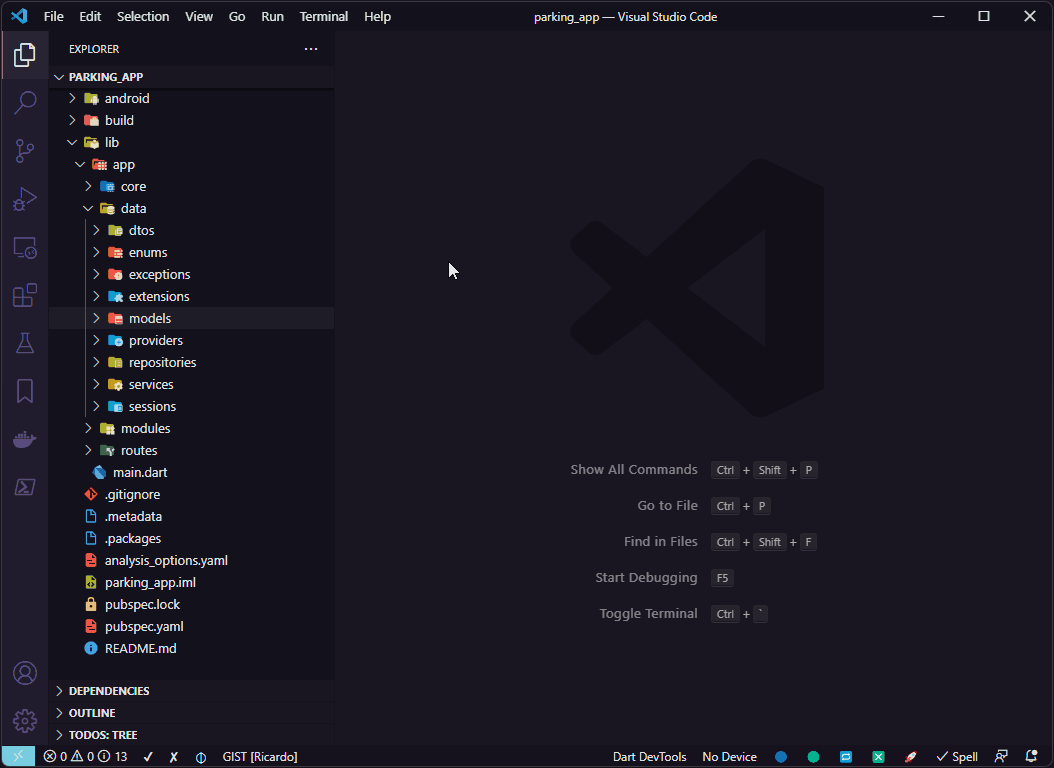 File Edit Selection View Go Run Terminal Help parking_app — Visual Studio Code
EXPLORER
PARKING_APP
android
build
lib
app
core
data
dtos
enums
exceptions
extensions
models
providers
repositories
services
sessions
modules
routes
main.dart
.gitignore
.metadata
.packages
analysis_options.yaml
parking_app.iml
pubspec.lock
pubspec.yaml
README.md
DEPENDENCIES
OUTLINE
TODOS: TREE
Show All Commands Ctrl + Shift + P
Go to File Ctrl + P
Find in Files Ctrl + Shift + F
Start Debugging F5
Toggle Terminal Ctrl + `
0 0 13 GIST [Ricardo] Dart DevTools No Device Spell